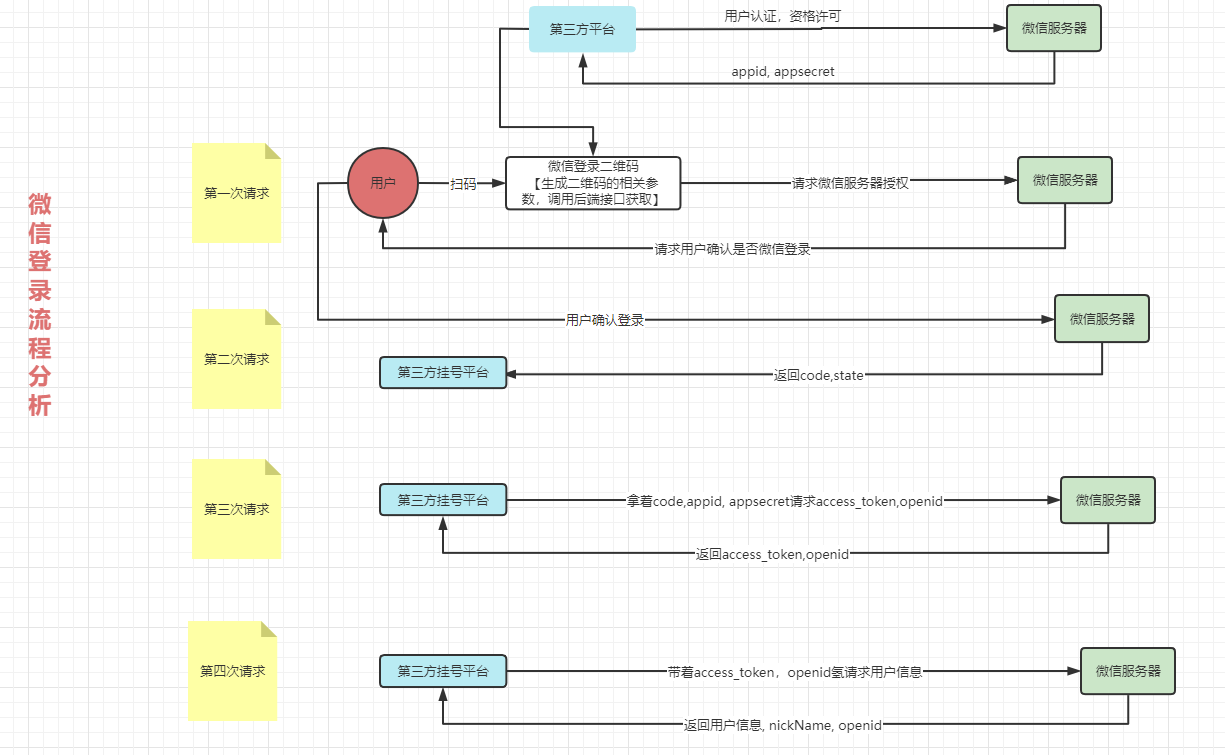 微信登录流程分析
第三方平台
用户认证，资格许可
微信服务器
appid, appsecret
第一次请求
用户
扫码
微信登录二维码
【生成二维码的相关参
数，调用后端接口获取】
请求微信服务器授权
微信服务器
请求用户确认是否微信登录
第二次请求
用户确认登录
微信服务器
第三方挂号平台
返回code,state
第三次请求
第三方挂号平台
拿着code,appid, appsecret请求access_token,openid
微信服务器
返回access_token,openid
第四次请求
第三方挂号平台
带着access_token，openid氢请求用户信息
微信服务器
返回用户信息, nickName, openid